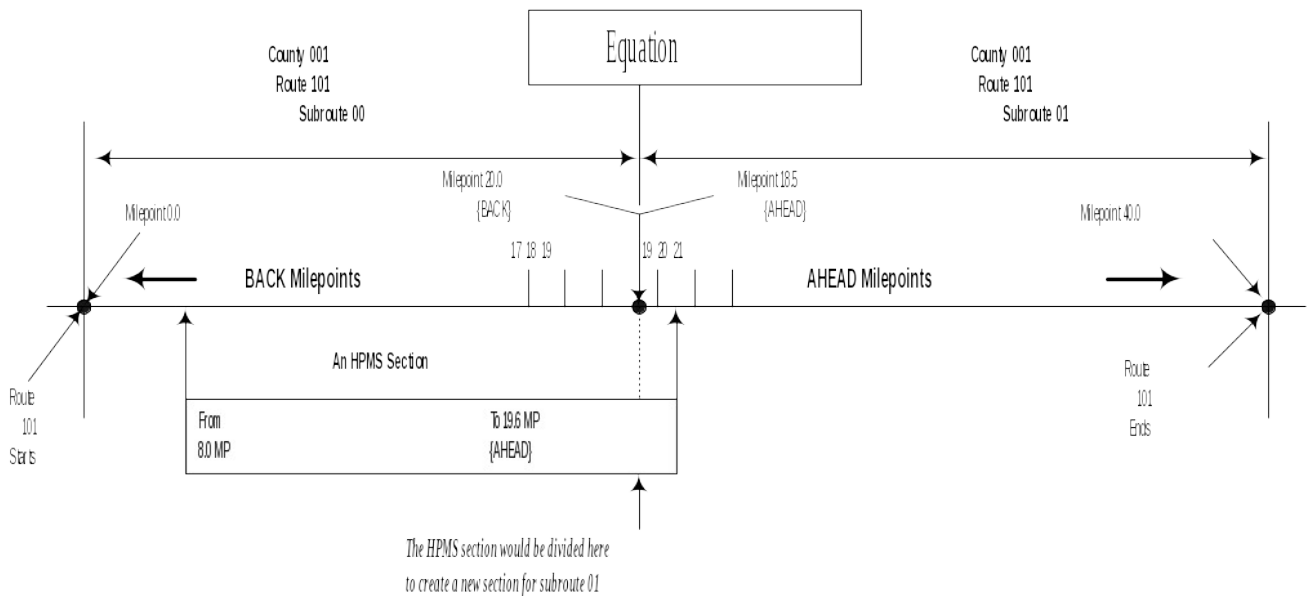 Equation
County 001
Route 101
Subroute 00
County 001
Route 101
Subroute 01
Milepoint 20.0
{BACK}
Milepoint 18.5
{AHEAD}
Milepoint 0.0
Milepoint 40.0
17 18 19
19 20 21
BACK Milepoints
AHEAD Milepoints
An HPMS Section
Route
101
Starts
Route
101
Ends
From
8.0 MP
To 19.6 MP
{AHEAD}
The HPMS section would be divided here
to create a new section for subroute 01